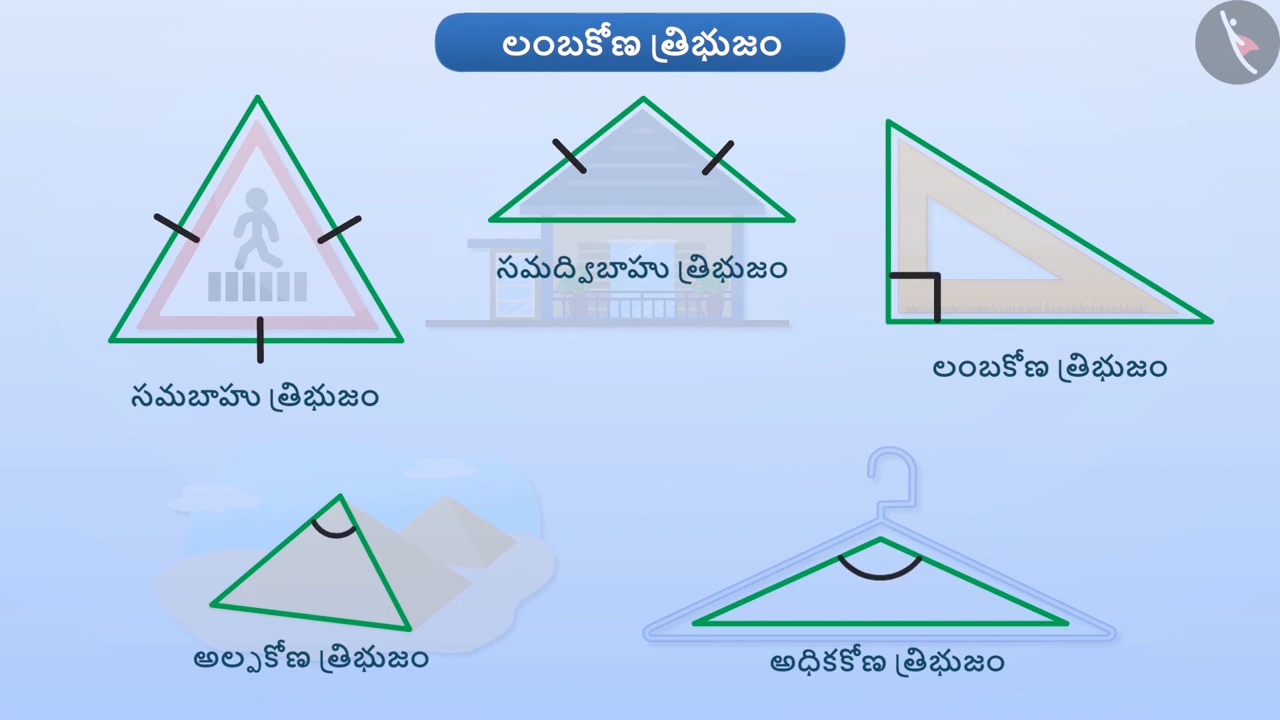 లంబకోణ త్రిభుజం
సమద్విబాహు త్రిభుజం
లంబకోణ త్రిభుజం
సమబాహు త్రిభుజం
అల్పకోణ త్రిభుజం
అధికకోణ త్రిభుజం